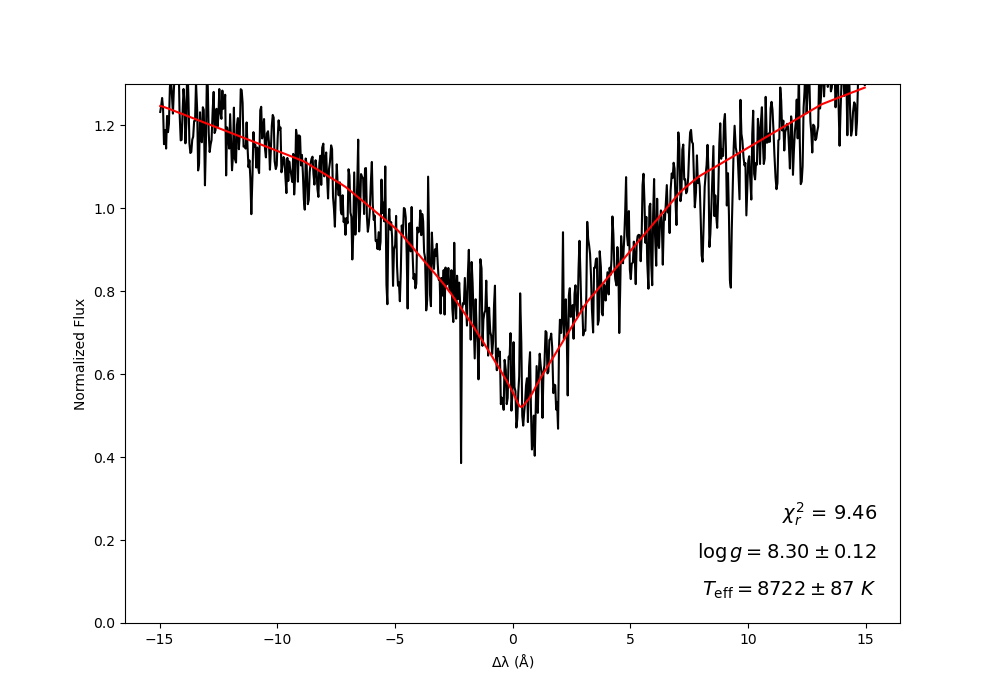 1.2
1.0
0.8
0.6
0.4
0.2
0.0
Normalized Flux
χ²ᵣ = 9.46
log g = 8.30 ± 0.12
T_eff = 8722 ± 87 K
−15 −10 −5 0 5 10 15
Δλ (Å)